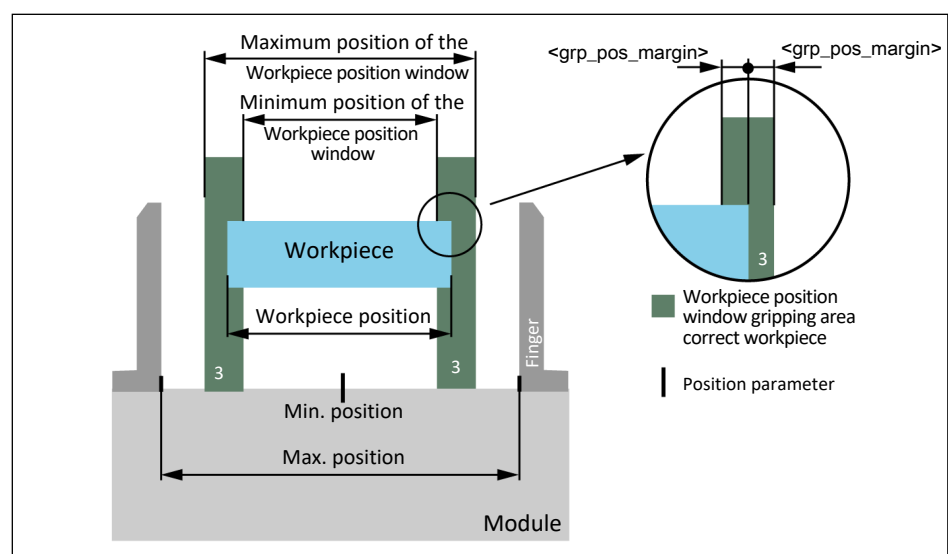 Maximum position of the
Workpiece position window
Minimum position of the
Workpiece position
window
Workpiece
Workpiece position
3
3
Finger
Min. position
Max. position
Module
<grp_pos_margin>
<grp_pos_margin>
3
Workpiece position
window gripping area
correct workpiece
Position parameter